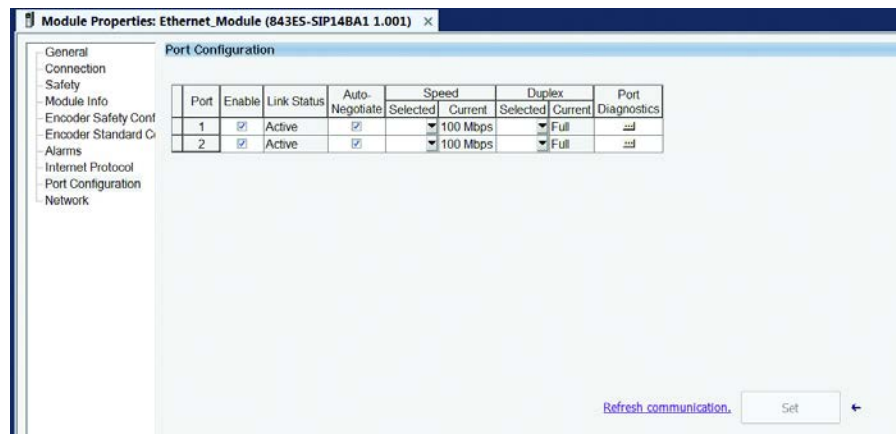 Module Properties: Ethernet_Module (843ES-SIP14BA1 1.001) ×
General
Connection
Safety
Module Info
Encoder Safety Conf
Encoder Standard C
Alarms
Internet Protocol
Port Configuration
Network
Port Configuration
Port Enable Link Status Auto-Negotiate Speed Duplex Port Diagnostics
Selected Current Selected Current
1 Active 100 Mbps Full ...
2 Active 100 Mbps Full ...
Refresh communication. Set